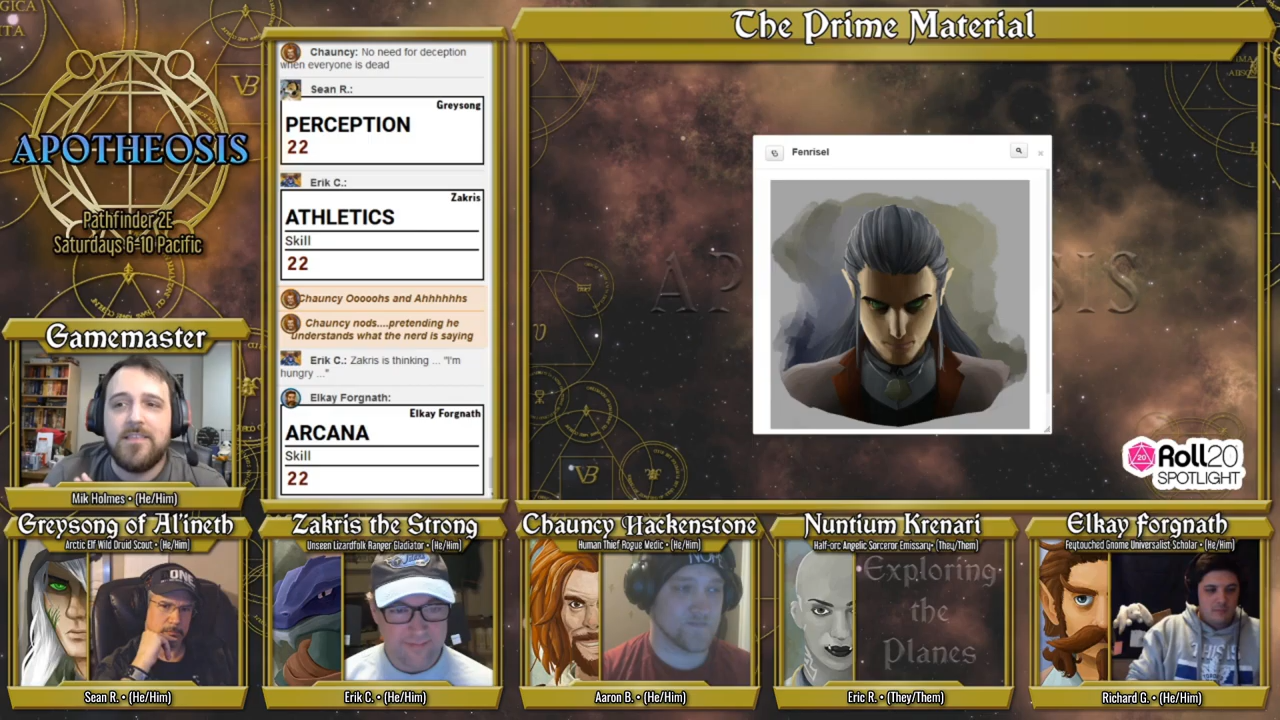 APOTHEOSIS
Pathfinder 2E
Saturdays 6-10 Pacific
Gamemaster
Mik Holmes • (He/Him)
Chauncy: No need for deception
when everyone is dead
Sean R.:
Greysong
PERCEPTION
22
Erik C.:
Zakris
ATHLETICS
Skill
22
Chauncy Ooooohs and Ahhhhhhs
Chauncy nods....pretending he
understands what the nerd is saying
Erik C.: Zakris is thinking ... "I'm
hungry ..."
Elkay Forgnath:
Elkay Forgnath
ARCANA
Skill
22
The Prime Material
Fenrisel
Roll20
SPOTLIGHT
Greysong of Al'ineth
Arctic Elf Wild Druid Scout • (He/Him)
ONE
Sean R. • (He/Him)
Zakris the Strong
Unseen Lizardfolk Ranger Gladiator • (He/Him)
Erik C. • (He/Him)
Chauncy Hackenstone
Human Thief Rogue Medic • (He/Him)
Aaron B. • (He/Him)
Nuntium Krenari
Half-orc Angelic Sorceror Emissary• (They/Them)
Exploring
the
Planes
Eric R. • (They/Them)
Elkay Forgnath
Feytouched Gnome Universalist Scholar • (He/Him)
THIS IS
Richard G. • (He/Him)